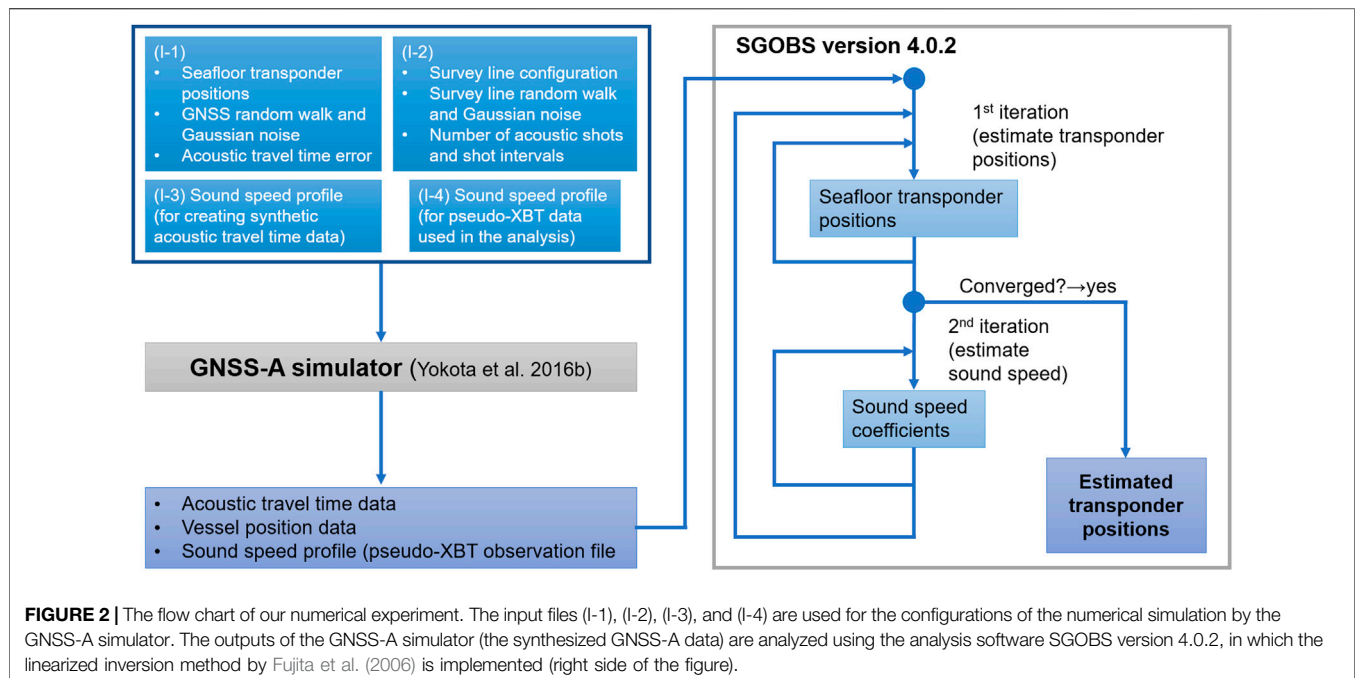 (I-1)
• Seafloor transponder
positions
• GNSS random walk and
Gaussian noise
• Acoustic travel time error
(I-2)
• Survey line configuration
• Survey line random walk
and Gaussian noise
• Number of acoustic shots
and shot intervals
(I-3) Sound speed profile
(for creating synthetic
acoustic travel time data)
(I-4) Sound speed profile
(for pseudo-XBT data
used in the analysis)
GNSS-A simulator (Yokota et al. 2016b)
• Acoustic travel time data
• Vessel position data
• Sound speed profile (pseudo-XBT observation file
SGOBS version 4.0.2
1st iteration
(estimate transponder
positions)
Seafloor transponder
positions
Converged?→yes
2nd iteration
(estimate
sound speed)
Sound speed
coefficients
Estimated
transponder
positions
FIGURE 2 | The flow chart of our numerical experiment. The input files (I-1), (I-2), (I-3), and (I-4) are used for the configurations of the numerical simulation by the
GNSS-A simulator. The outputs of the GNSS-A simulator (the synthesized GNSS-A data) are analyzed using the analysis software SGOBS version 4.0.2, in which the
linearized inversion method by Fujita et al. (2006) is implemented (right side of the figure).